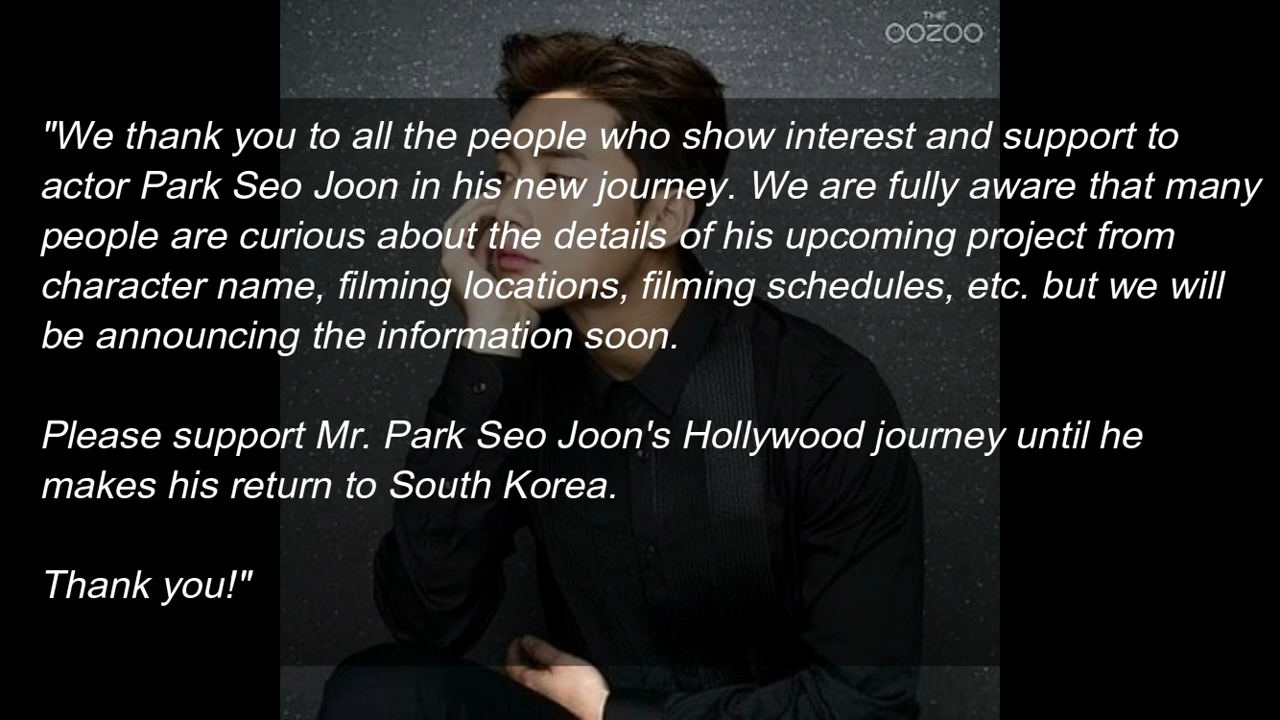 THE
OOZOO
"We thank you to all the people who show interest and support to
actor Park Seo Joon in his new journey. We are fully aware that many
people are curious about the details of his upcoming project from
character name, filming locations, filming schedules, etc. but we will
be announcing the information soon.
Please support Mr. Park Seo Joon's Hollywood journey until he
makes his return to South Korea.
Thank you!"